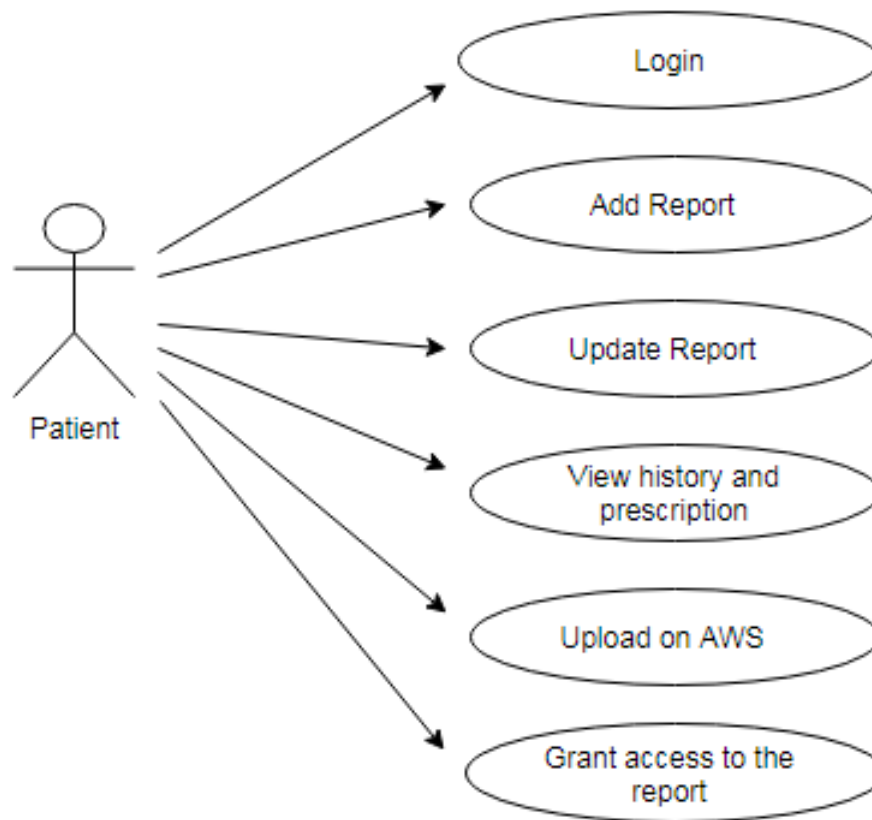 Login
Add Report
Update Report
Patient
View history and
prescription
Upload on AWS
Grant access to the
report